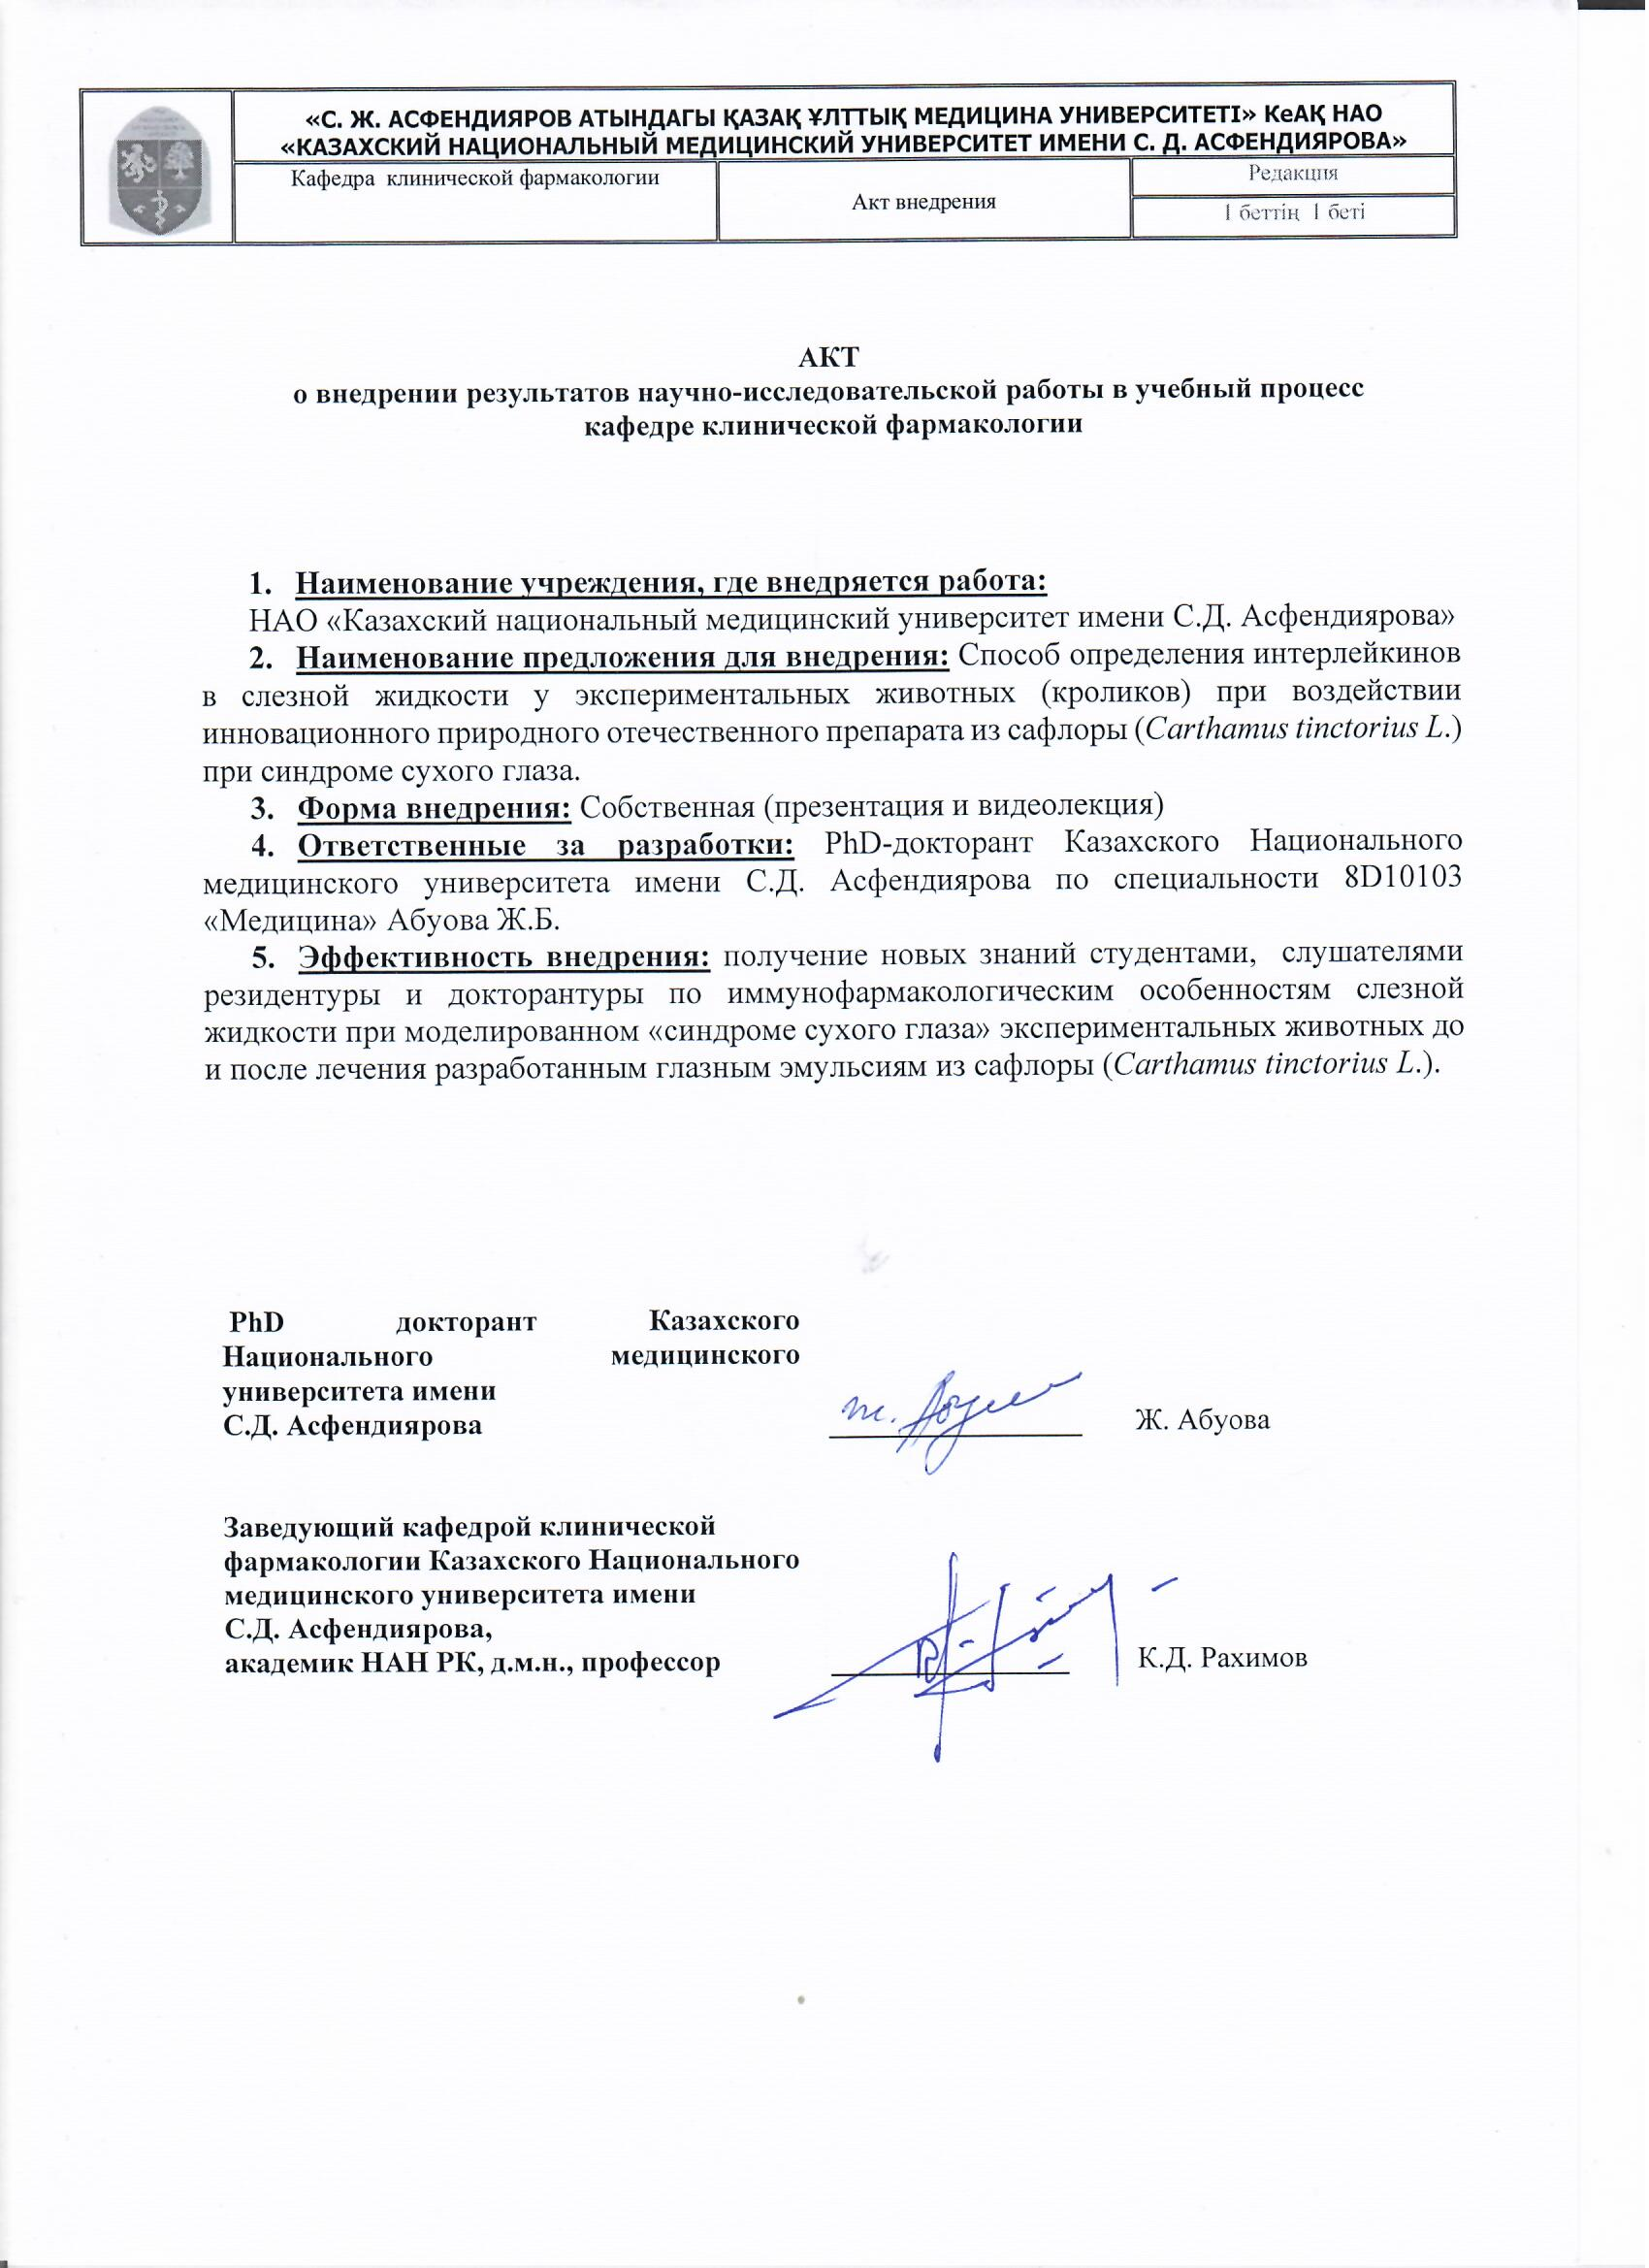 «С. Ж. АСФЕНДИЯРОВ АТЫНДАГЫ ҚАЗАҚ ҰЛТТЫҚ МЕДИЦИНА УНИВЕРСИТЕТІ» КеАҚ НАО
«КАЗАХСКИЙ НАЦИОНАЛЬНЫЙ МЕДИЦИНСКИЙ УНИВЕРСИТЕТ ИМЕНИ С. Д. АСФЕНДИЯРОВА»
Кафедра клинической фармакологии
Акт внедрения
Редакция
1 беттің 1 беті
АКТ
о внедрении результатов научно-исследовательской работы в учебный процесс
кафедре клинической фармакологии
1. Наименование учреждения, где внедряется работа:
НАО «Казахский национальный медицинский университет имени С.Д. Асфендиярова»
2. Наименование предложения для внедрения: Способ определения интерлейкинов
в слезной жидкости у экспериментальных животных (кроликов) при воздействии
инновационного природного отечественного препарата из сафлоры (Carthamus tinctorius L.)
при синдроме сухого глаза.
3. Форма внедрения: Собственная (презентация и видеолекция)
4. Ответственные за разработки: PhD-докторант Казахского Национального
медицинского университета имени С.Д. Асфендиярова по специальности 8D10103
«Медицина» Абуова Ж.Б.
5. Эффективность внедрения: получение новых знаний студентами, слушателями
резидентуры и докторантуры по иммунофармакологическим особенностям слезной
жидкости при моделированном «синдроме сухого глаза» экспериментальных животных до
и после лечения разработанным глазным эмульсиям из сафлоры (Carthamus tinctorius L.).
PhD докторант Казахского
Национального медицинского
университета имени
С.Д. Асфендиярова
Ж. Абуова
Заведующий кафедрой клинической
фармакологии Казахского Национального
медицинского университета имени
С.Д. Асфендиярова,
академик НАН РК, д.м.н., профессор
К.Д. Рахимов